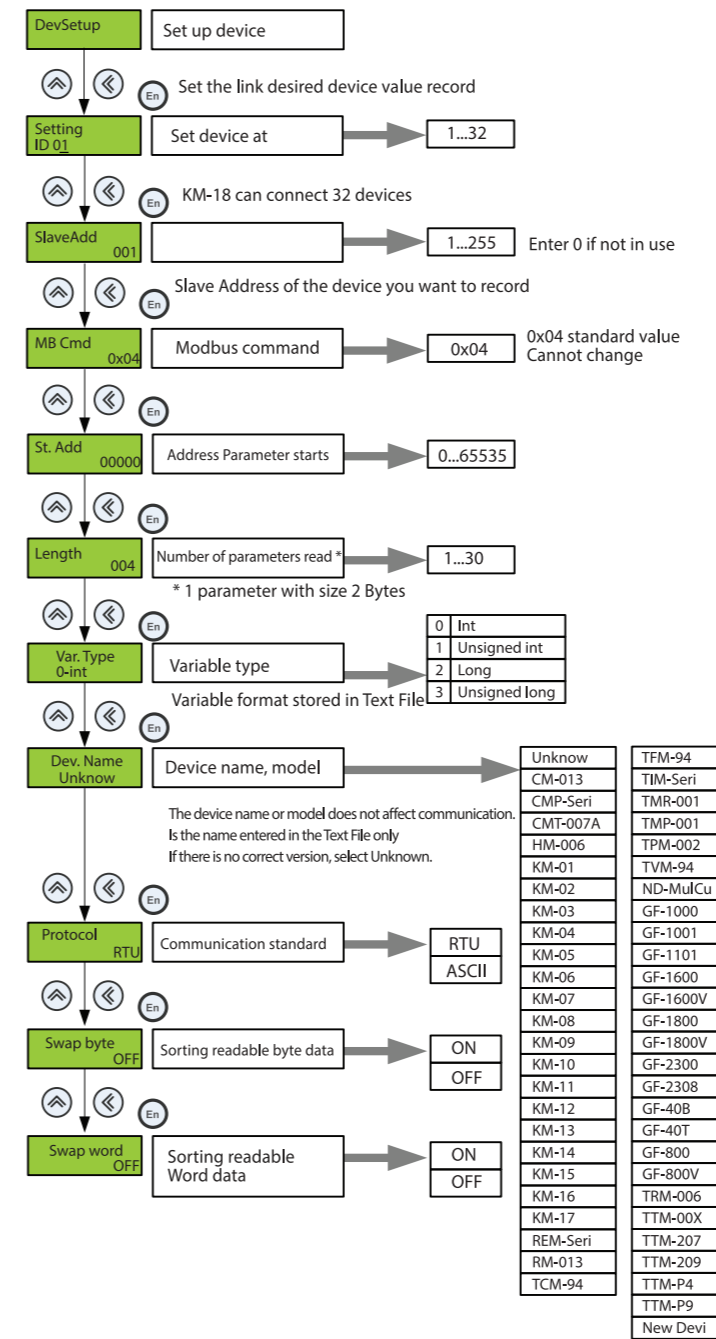 DevSetup
Set up device
En
Set the link desired device value record
Setting
ID 01
Set device at
1...32
En
KM-18 can connect 32 devices
SlaveAdd
001
1...255
Enter 0 if not in use
En
Slave Address of the device you want to record
MB Cmd
0x04
Modbus command
0x04
0x04 standard value
Cannot change
En
St. Add
00000
Address Parameter starts
0...65535
En
Length
004
Number of parameters read *
1...30
* 1 parameter with size 2 Bytes
En
Var. Type
0-int
Variable type
0 Int
1 Unsigned int
2 Long
3 Unsigned long
Variable format stored in Text File
En
Dev. Name
Unknow
Device name, model
The device name or model does not affect communication.
Is the name entered in the Text File only
If there is no correct version, select Unknown.
Unknow
CM-013
CMP-Seri
CMT-007A
HM-006
KM-01
KM-02
KM-03
KM-04
KM-05
KM-06
KM-07
KM-08
KM-09
KM-10
KM-11
KM-12
KM-13
KM-14
KM-15
KM-16
KM-17
REM-Seri
RM-013
TCM-94
TFM-94
TIM-Seri
TMR-001
TMP-001
TPM-002
TVM-94
ND-MulCu
GF-1000
GF-1001
GF-1101
GF-1600
GF-1600V
GF-1800
GF-1800V
GF-2300
GF-2308
GF-40B
GF-40T
GF-800
GF-800V
TRM-006
TTM-00X
TTM-207
TTM-209
TTM-P4
TTM-P9
New Devi
En
Protocol
RTU
Communication standard
RTU
ASCII
En
Swap byte
OFF
Sorting readable byte data
ON
OFF
En
Swap word
OFF
Sorting readable
Word data
ON
OFF